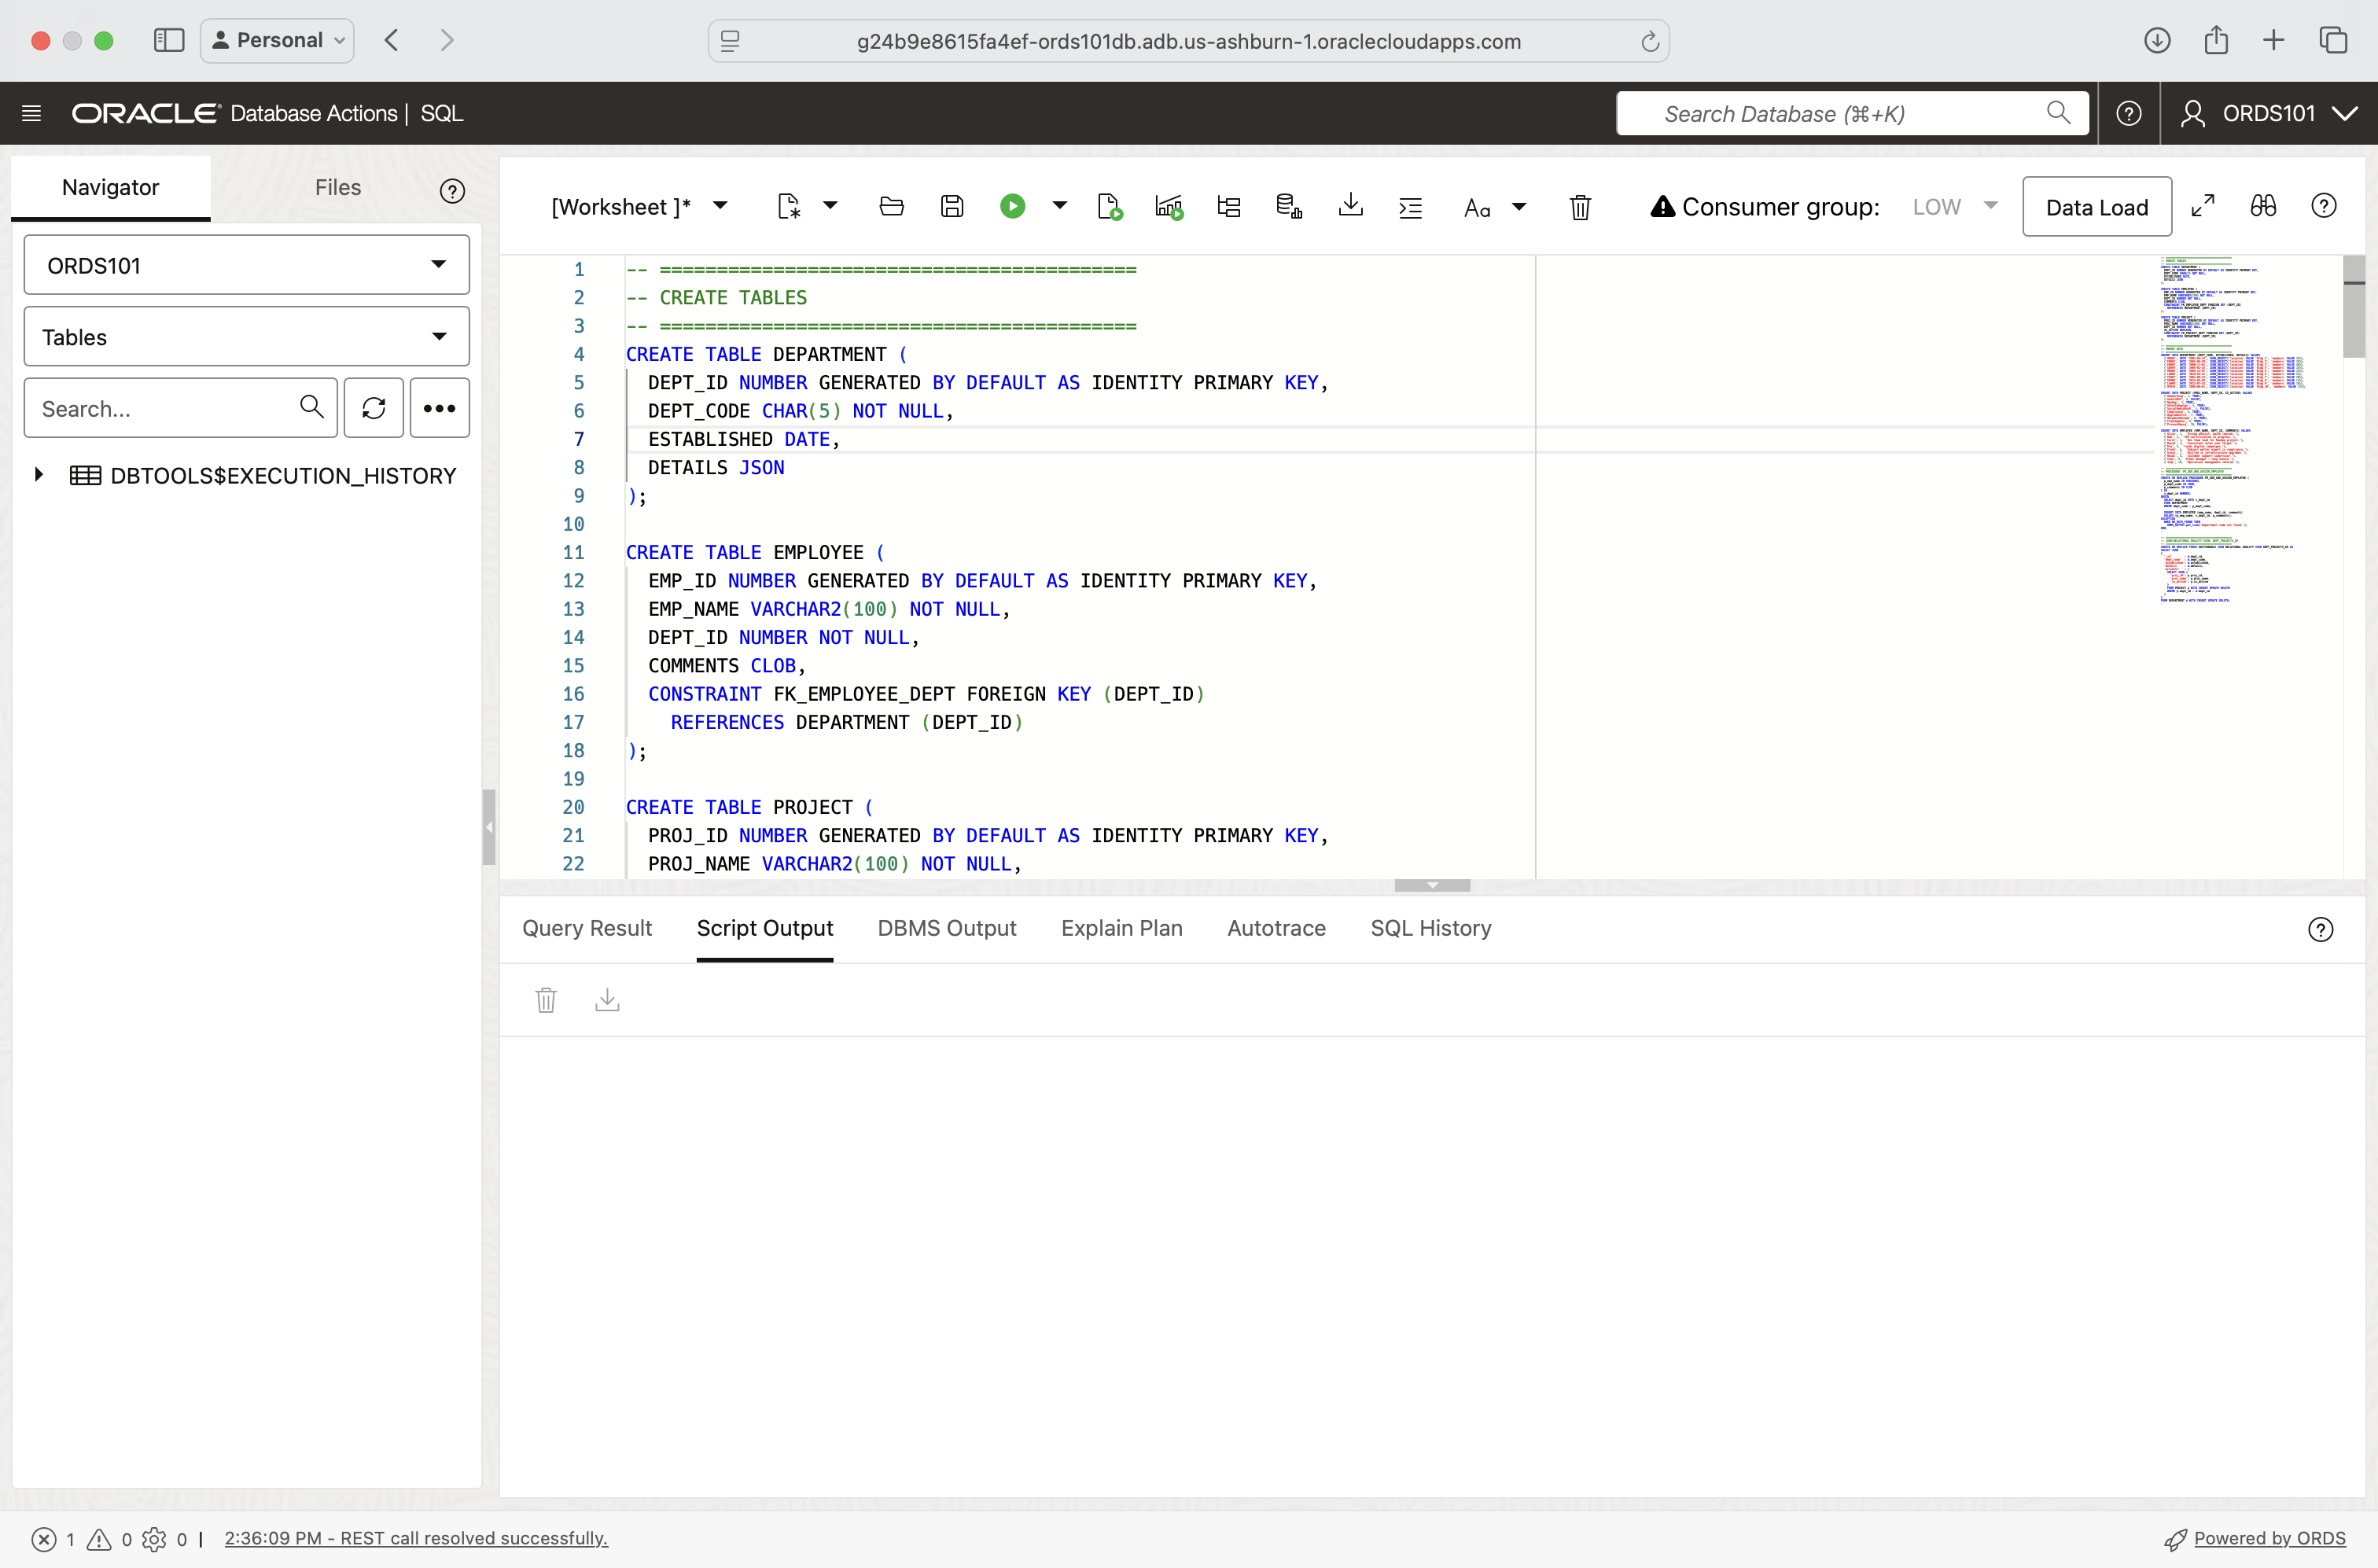 Personal
g24b9e8615fa4ef-ords101db.adb.us-ashburn-1.oraclecloudapps.com
ORACLE Database Actions | SQL
Search Database (⌘+K)
ORDS101
Navigator
Files
ORDS101
Tables
Search...
DBTOOLS$EXECUTION_HISTORY
[Worksheet ]*
Aa
Consumer group:
LOW
Data Load
1 -- ==========================================
2 -- CREATE TABLES
3 -- ==========================================
4 CREATE TABLE DEPARTMENT (
5 DEPT_ID NUMBER GENERATED BY DEFAULT AS IDENTITY PRIMARY KEY,
6 DEPT_CODE CHAR(5) NOT NULL,
7 ESTABLISHED DATE,
8 DETAILS JSON
9 );
10
11 CREATE TABLE EMPLOYEE (
12 EMP_ID NUMBER GENERATED BY DEFAULT AS IDENTITY PRIMARY KEY,
13 EMP_NAME VARCHAR2(100) NOT NULL,
14 DEPT_ID NUMBER NOT NULL,
15 COMMENTS CLOB,
16 CONSTRAINT FK_EMPLOYEE_DEPT FOREIGN KEY (DEPT_ID)
17 REFERENCES DEPARTMENT (DEPT_ID)
18 );
19
20 CREATE TABLE PROJECT (
21 PROJ_ID NUMBER GENERATED BY DEFAULT AS IDENTITY PRIMARY KEY,
22 PROJ_NAME VARCHAR2(100) NOT NULL,
Query Result
Script Output
DBMS Output
Explain Plan
Autotrace
SQL History
1
0
0
| 2:36:09 PM - REST call resolved successfully.
Powered by ORDS